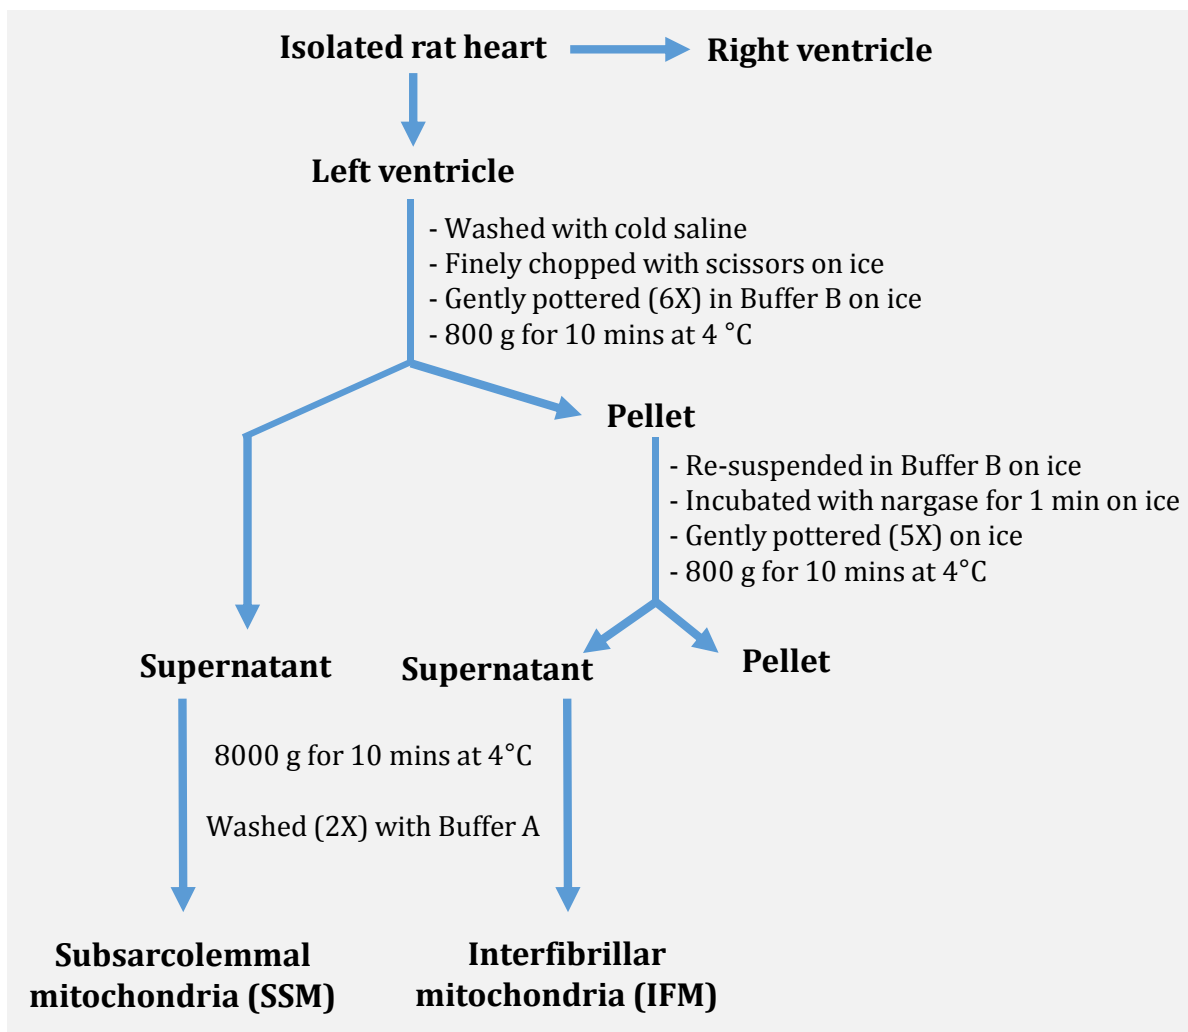 Isolated rat heart
Right ventricle
Left ventricle
- Washed with cold saline
- Finely chopped with scissors on ice
- Gently pottered (6X) in Buffer B on ice
- 800 g for 10 mins at 4 °C
Pellet
- Re-suspended in Buffer B on ice
- Incubated with nargase for 1 min on ice
- Gently pottered (5X) on ice
- 800 g for 10 mins at 4°C
Supernatant
Supernatant
Pellet
8000 g for 10 mins at 4°C
Washed (2X) with Buffer A
Subsarcolemmal
mitochondria (SSM)
Interfibrillar
mitochondria (IFM)